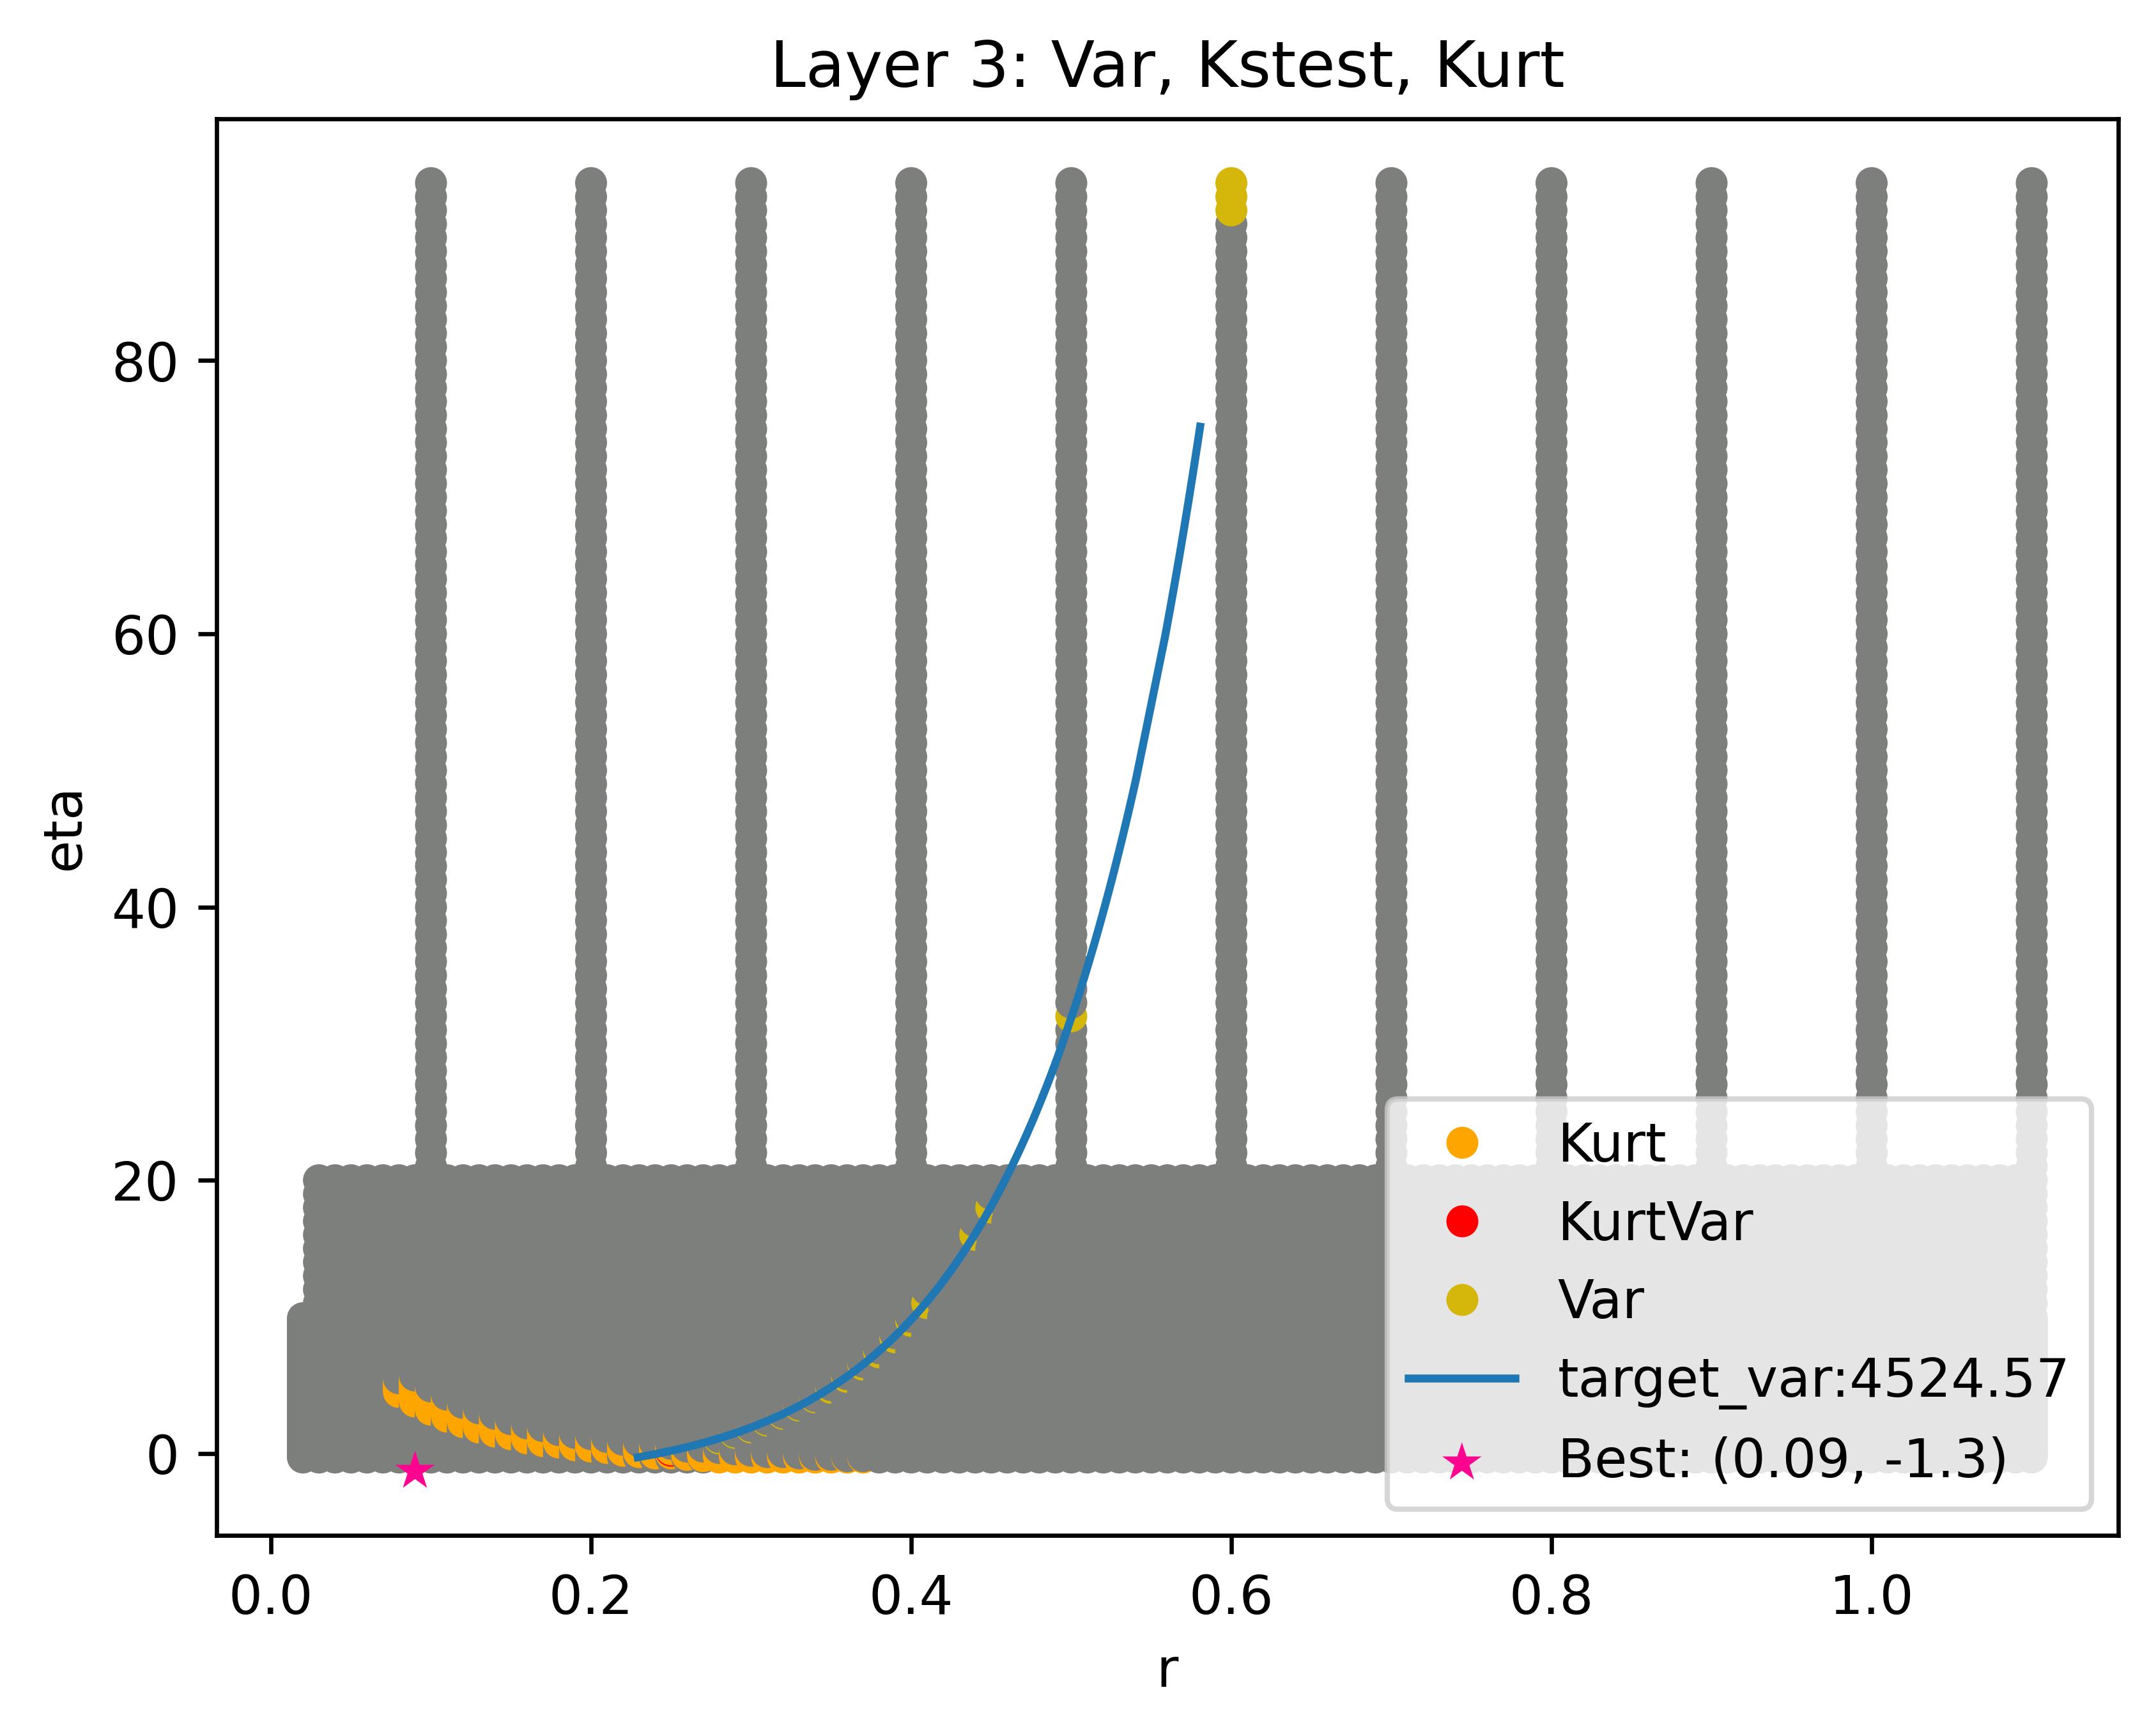 Layer 3: Var, Kstest, Kurt
80
60
40
20
0
eta
Kurt
KurtVar
Var
target_var:4524.57
Best: (0.09, -1.3)
0.0 0.2 0.4 0.6 0.8 1.0
r